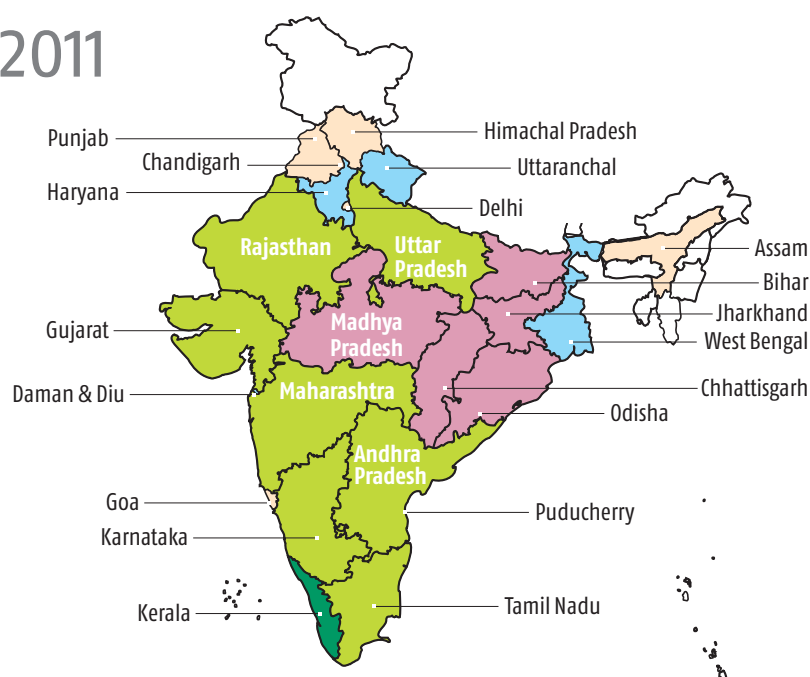 2011
Punjab
Himachal Pradesh
Chandigarh
Uttaranchal
Haryana
Delhi
Rajasthan
Uttar
Pradesh
Assam
Bihar
Jharkhand
Madhya
Pradesh
Gujarat
West Bengal
Daman & Diu
Maharashtra
Chhattisgarh
Odisha
Andhra
Pradesh
Goa
Puducherry
Karnataka
Kerala
Tamil Nadu